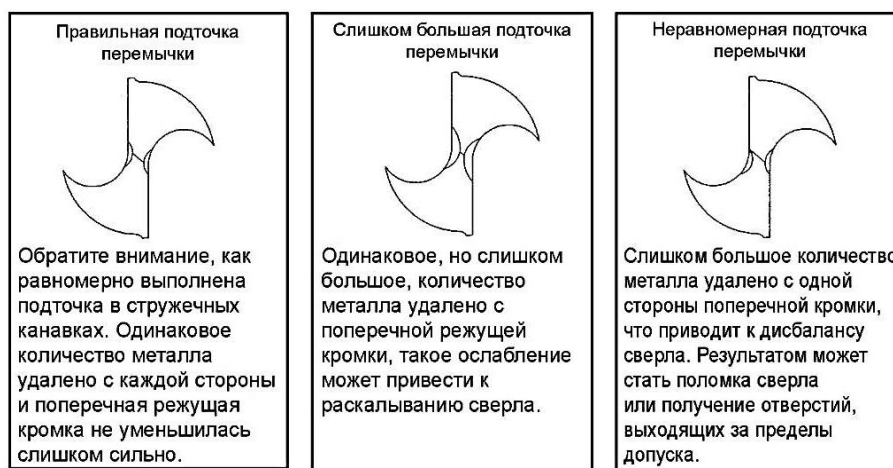 Правильная подточка
перемычки
Обратите внимание, как
равномерно выполнена
подточка в стружечных
канавках. Одинаковое
количество металла
удалено с каждой стороны
и поперечная режущая
кромка не уменьшилась
слишком сильно.
Слишком большая подточка
перемычки
Одинаковое, но слишком
большое, количество
металла удалено с
поперечной режущей
кромки, такое ослабление
может привести к
раскалыванию сверла.
Неравномерная подточка
перемычки
Слишком большое количество
металла удалено с одной
стороны поперечной кромки,
что приводит к дисбалансу
сверла. Результатом может
стать поломка сверла
или получение отверстий,
выходящих за пределы
допуска.